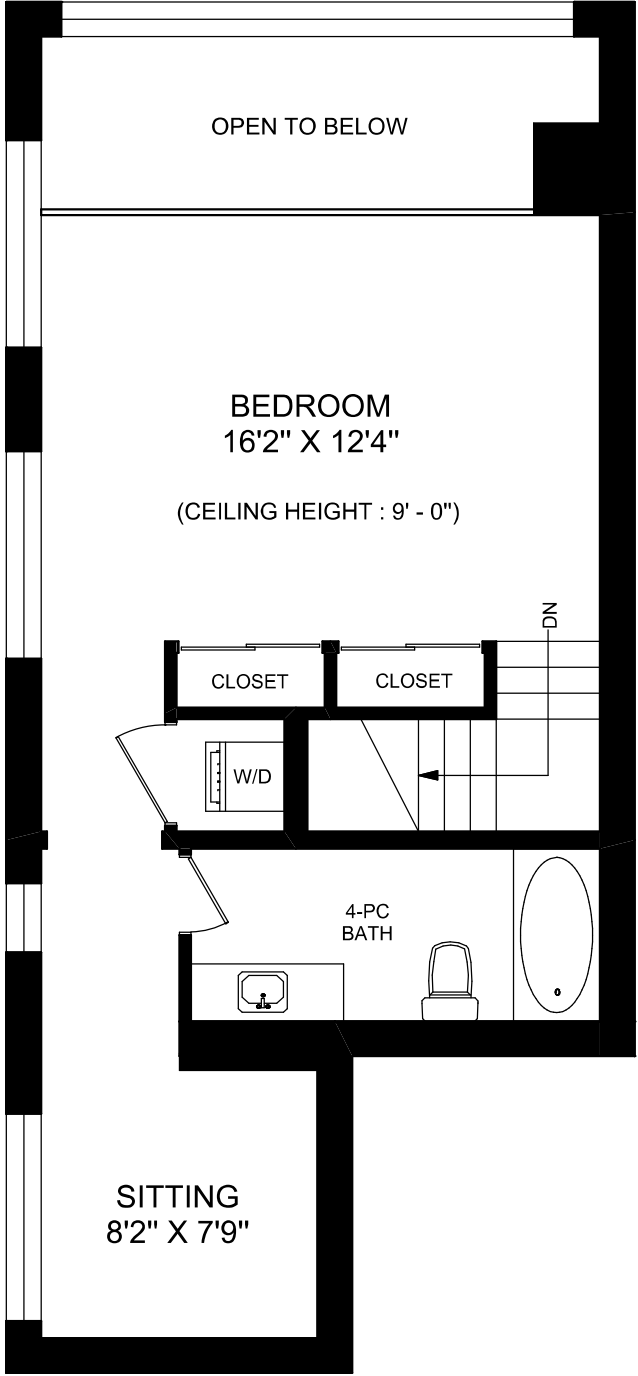 OPEN TO BELOW
BEDROOM
16'2" X 12'4"
(CEILING HEIGHT : 9' - 0")
DN
CLOSET
CLOSET
W/D
4-PC
BATH
SITTING
8'2" X 7'9"